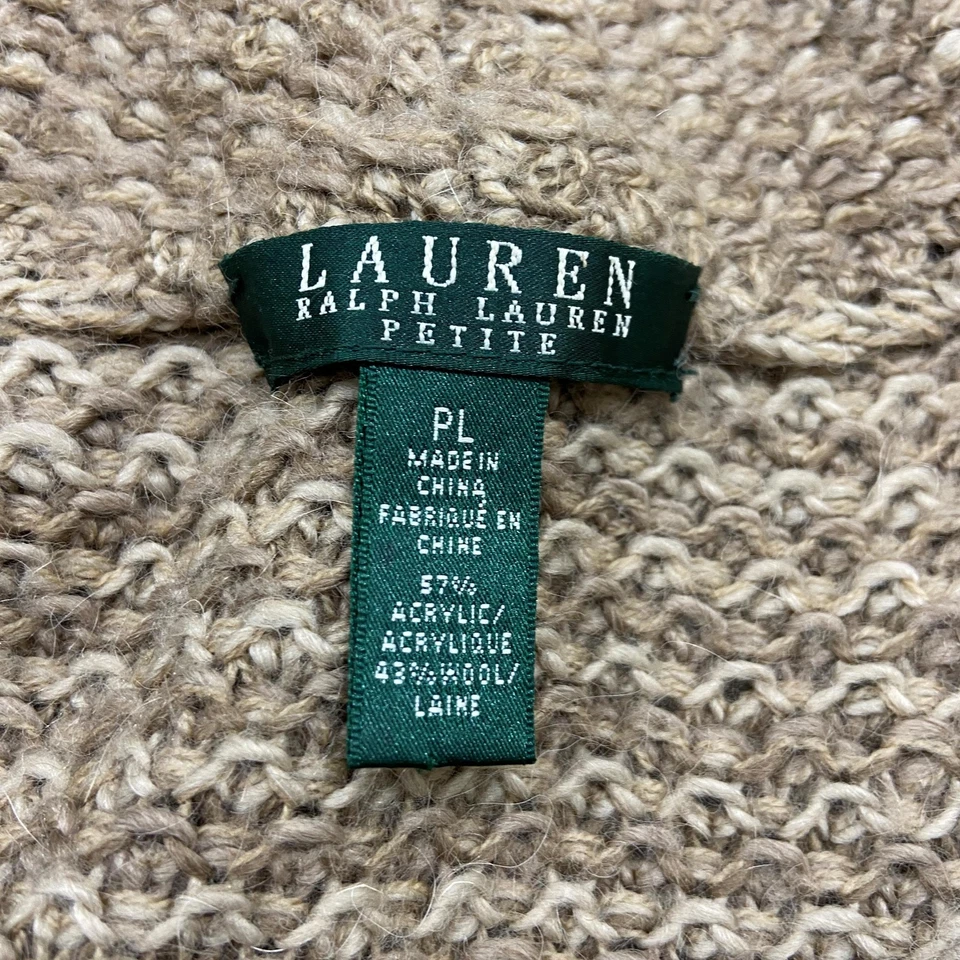 LAUREN
RALPH LAUREN
PETITE
PL
MADE IN
CHINA
FABRIQUÉ EN
CHINE
57%
ACRYLIC/
ACRYLIQUE
43% WOOL/
LAINE